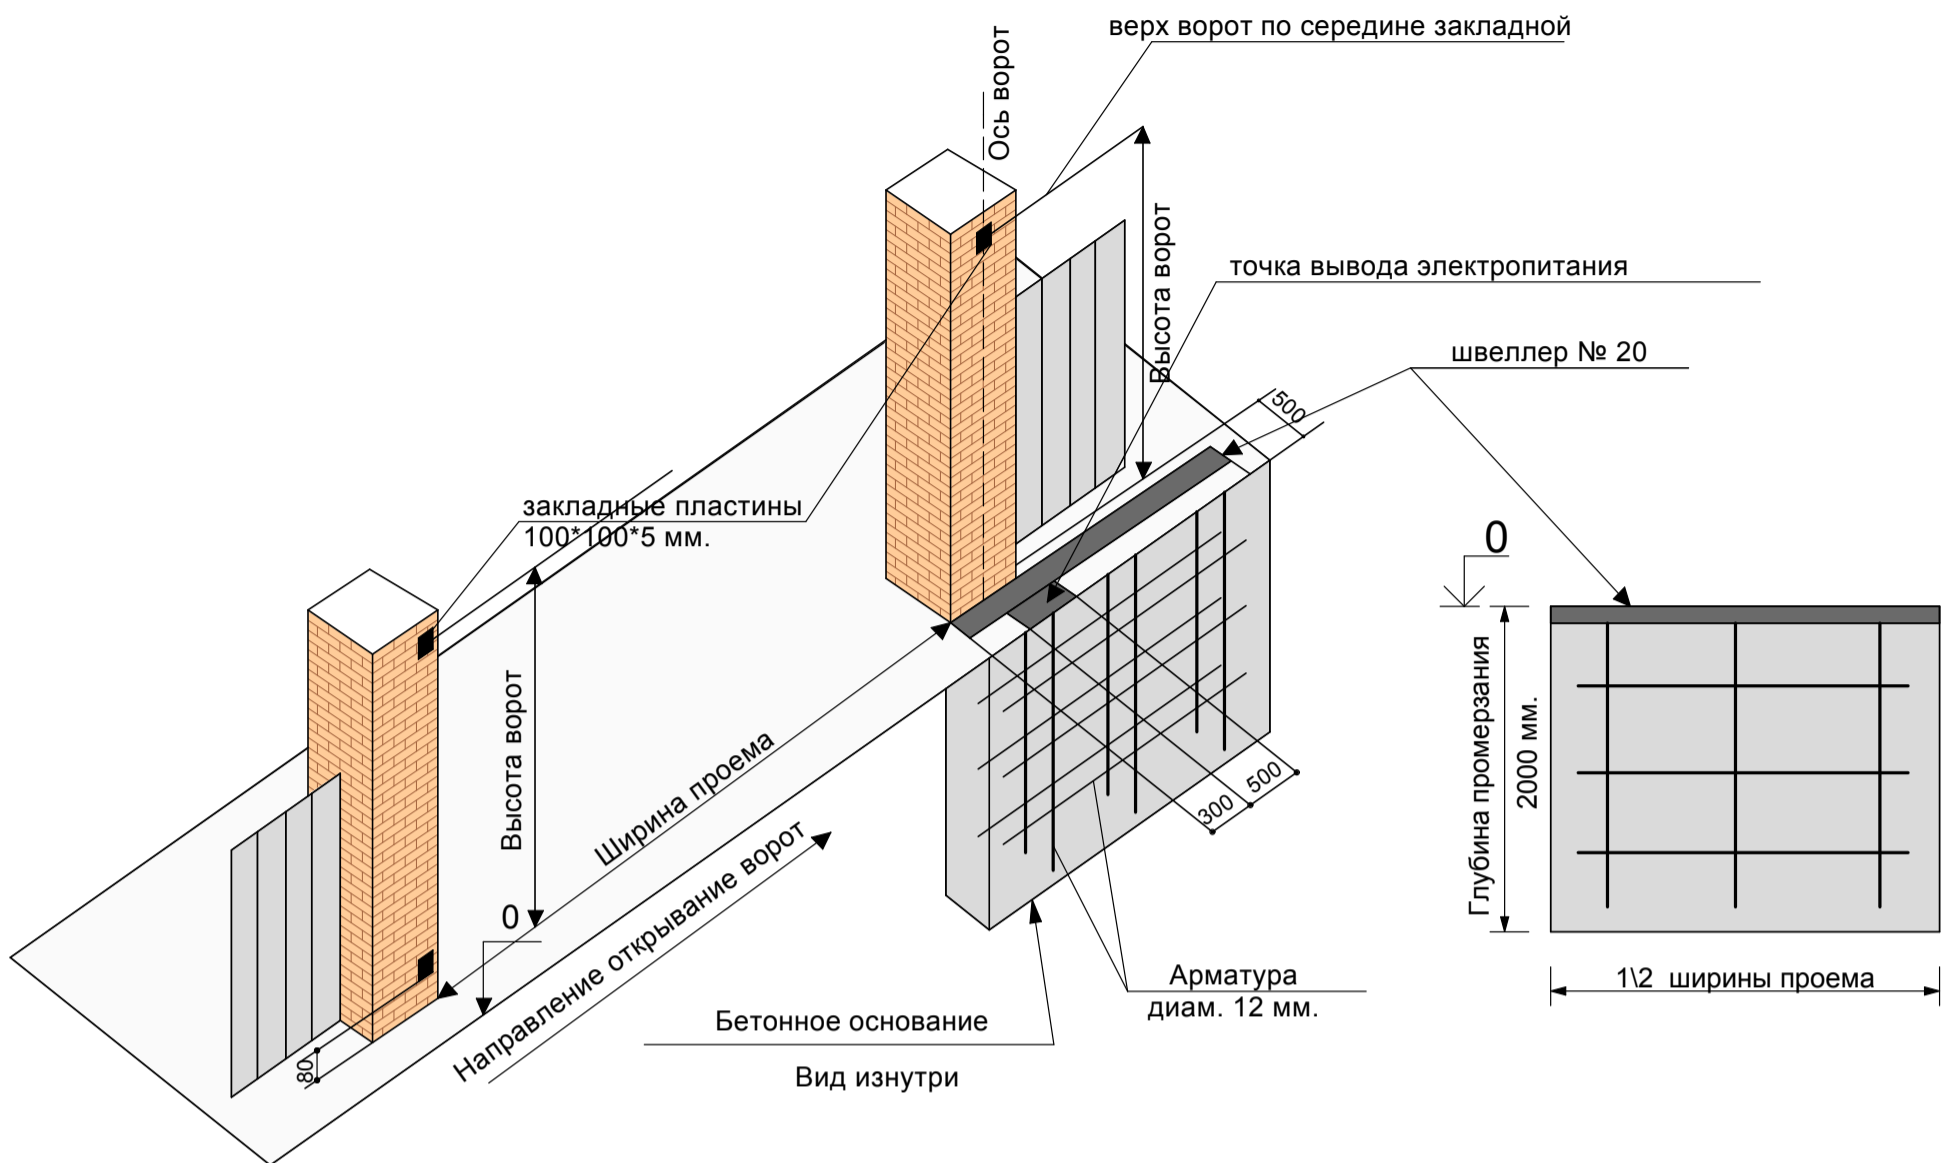 верх ворот по середине закладной
Ось ворот
Высота ворот
точка вывода электропитания
швеллер № 20
500
закладные пластины
100*100*5 мм.
0
Глубина промерзания
2000 мм.
1\2 ширины проема
Высота ворот
Ширина проема
Направление открывание ворот
0
80
300
500
Арматура
диам. 12 мм.
Бетонное основание
Вид изнутри